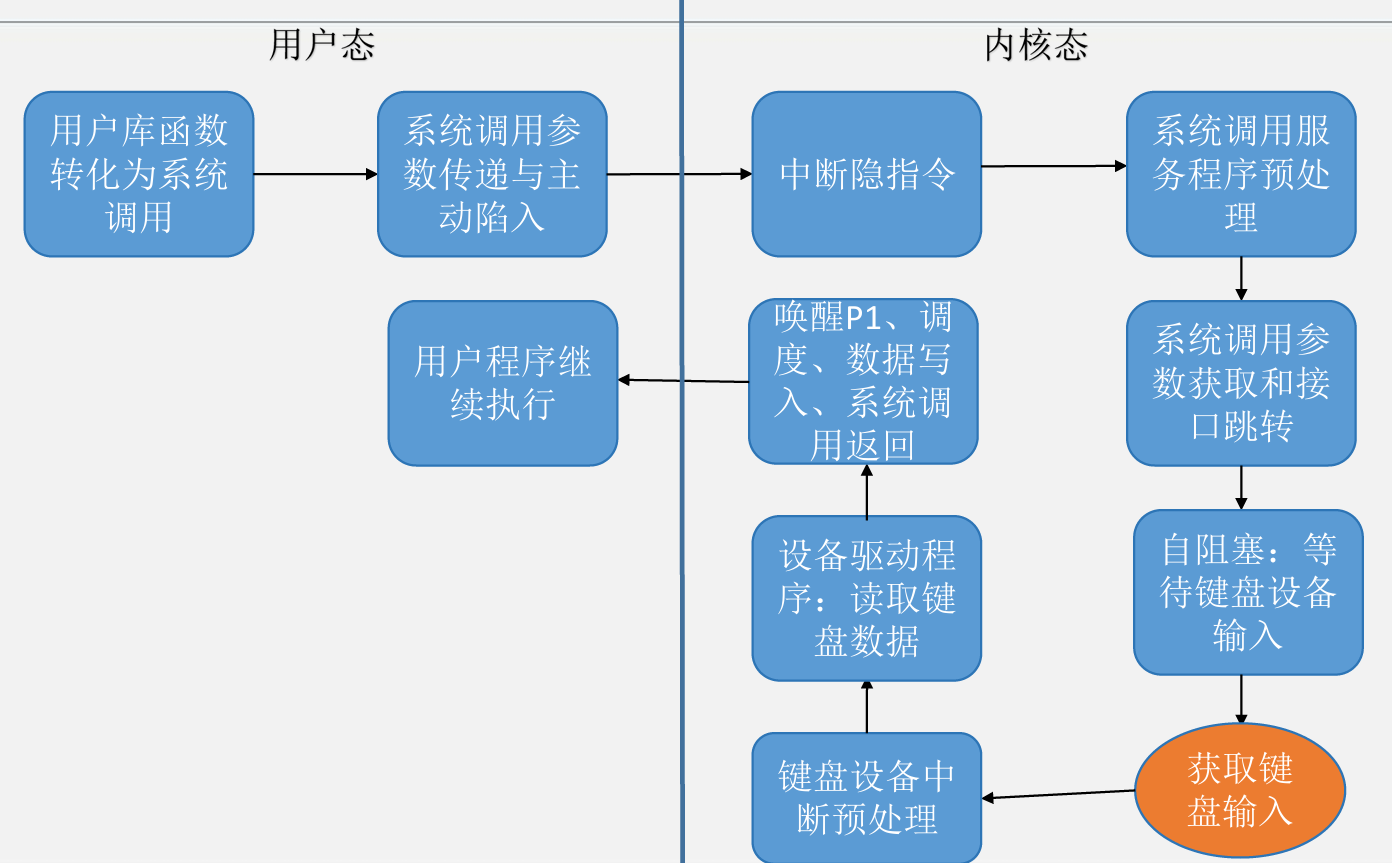 用户态
内核态
用户库函数
转化为系统
调用
系统调用参
数传递与主
动陷入
中断隐指令
系统调用服
务程序预处
理
系统调用参
数获取和接
口跳转
自阻塞：等
待键盘设备
输入
获取键
盘输入
键盘设备中
断预处理
设备驱动程
序：读取键
盘数据
唤醒P1、调
度、数据写
入、系统调
用返回
用户程序继
续执行